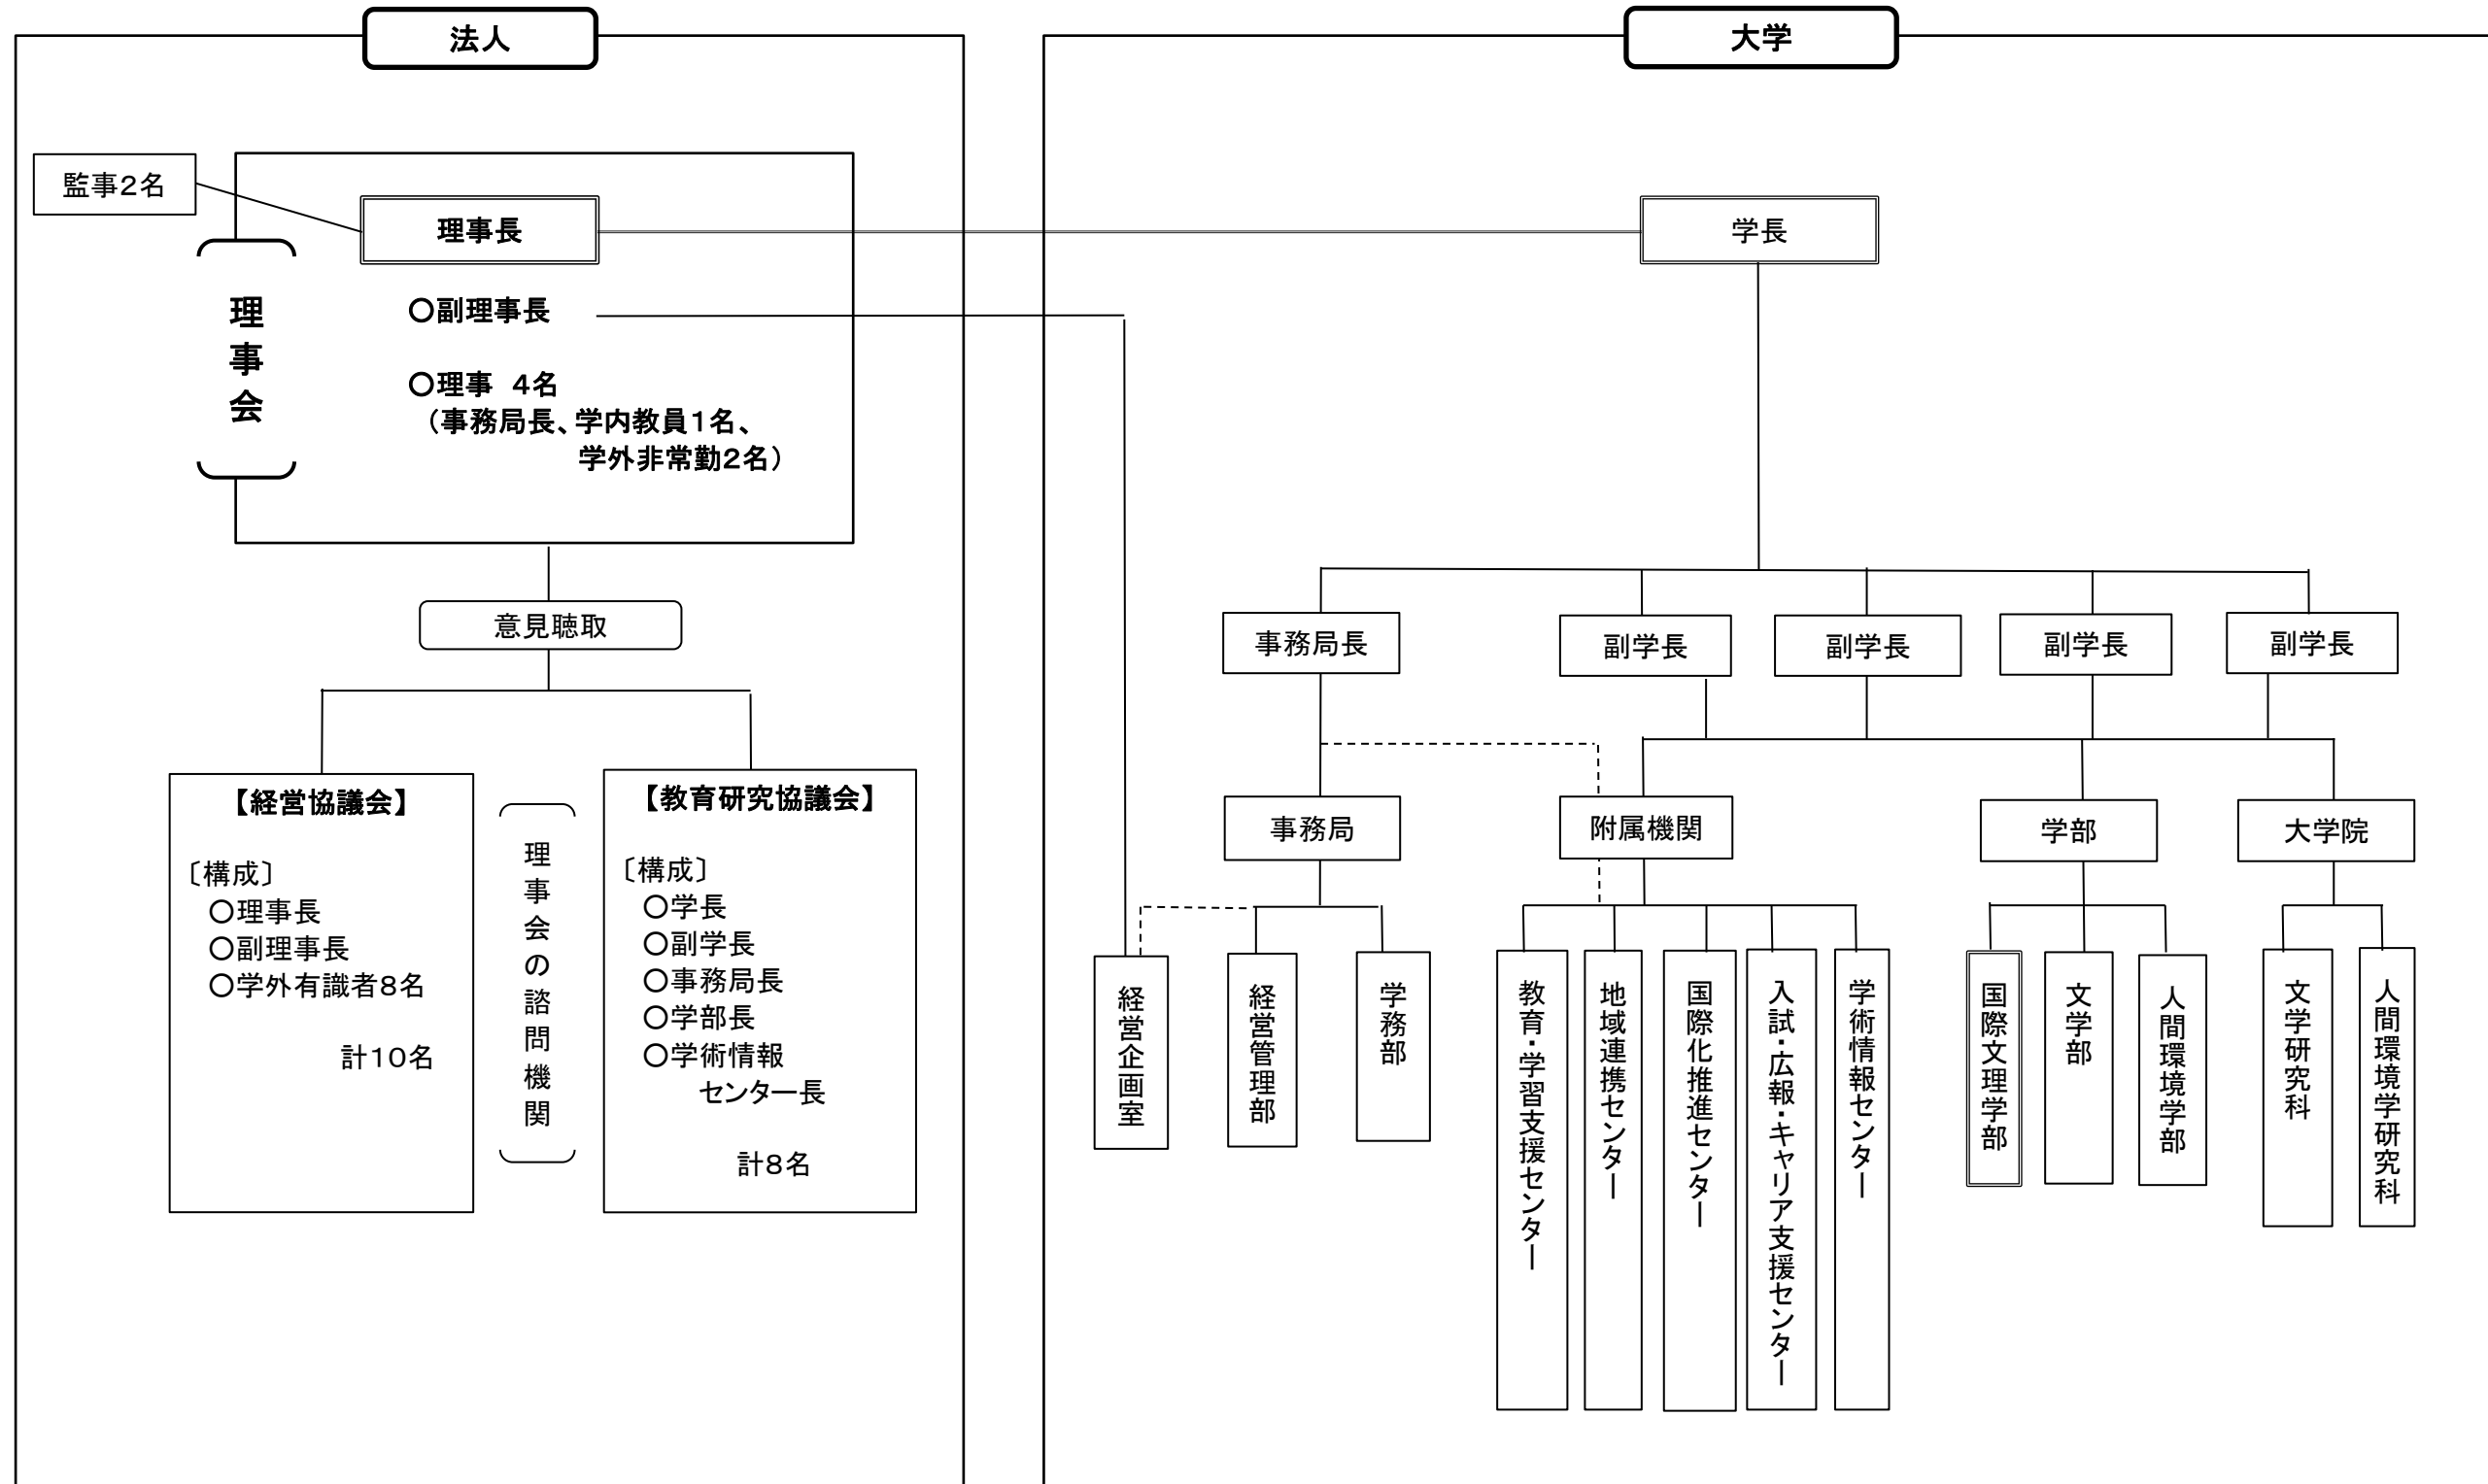 法人
監事２名
理事長
理事会
○副理事長
○理事　４名
（事務局長、学内教員１名、
学外非常勤２名）
意見聴取
【経営協議会】
〔構成〕
○理事長
○副理事長
○学外有識者８名
計１０名
理事会の諮問機関
【教育研究協議会】
〔構成〕
○学長
○副学長
○事務局長
○学部長
○学術情報
センター長
計８名
大学
学長
事務局長
副学長
副学長
副学長
副学長
事務局
附属機関
学部
大学院
経営企画室
経営管理部
学務部
教育・学習支援センター
地域連携センター
国際化推進センター
入試・広報・キャリア支援センター
学術情報センター
国際文理学部
文学部
人間環境学部
文学研究科
人間環境学研究科